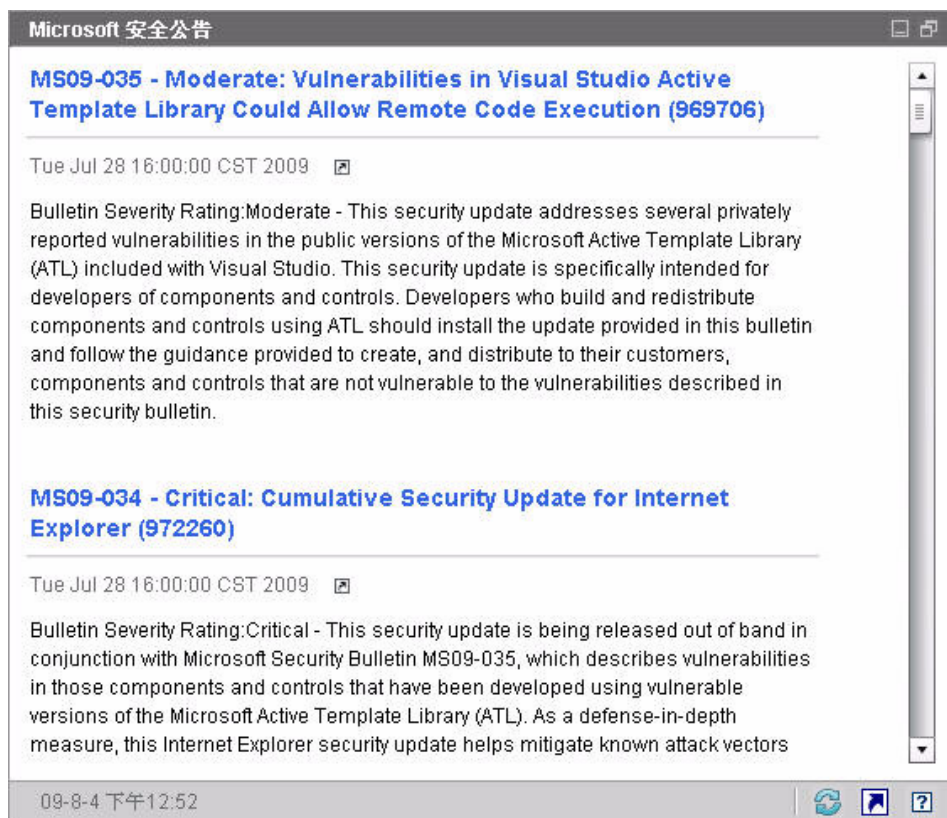 Microsoft 安全公告
MS09-035 - Moderate: Vulnerabilities in Visual Studio Active
Template Library Could Allow Remote Code Execution (969706)
Tue Jul 28 16:00:00 CST 2009
Bulletin Severity Rating:Moderate - This security update addresses several privately
reported vulnerabilities in the public versions of the Microsoft Active Template Library
(ATL) included with Visual Studio. This security update is specifically intended for
developers of components and controls. Developers who build and redistribute
components and controls using ATL should install the update provided in this bulletin
and follow the guidance provided to create, and distribute to their customers,
components and controls that are not vulnerable to the vulnerabilities described in
this security bulletin.
MS09-034 - Critical: Cumulative Security Update for Internet
Explorer (972260)
Tue Jul 28 16:00:00 CST 2009
Bulletin Severity Rating:Critical - This security update is being released out of band in
conjunction with Microsoft Security Bulletin MS09-035, which describes vulnerabilities
in those components and controls that have been developed using vulnerable
versions of the Microsoft Active Template Library (ATL). As a defense-in-depth
measure, this Internet Explorer security update helps mitigate known attack vectors
09-8-4 下午12:52